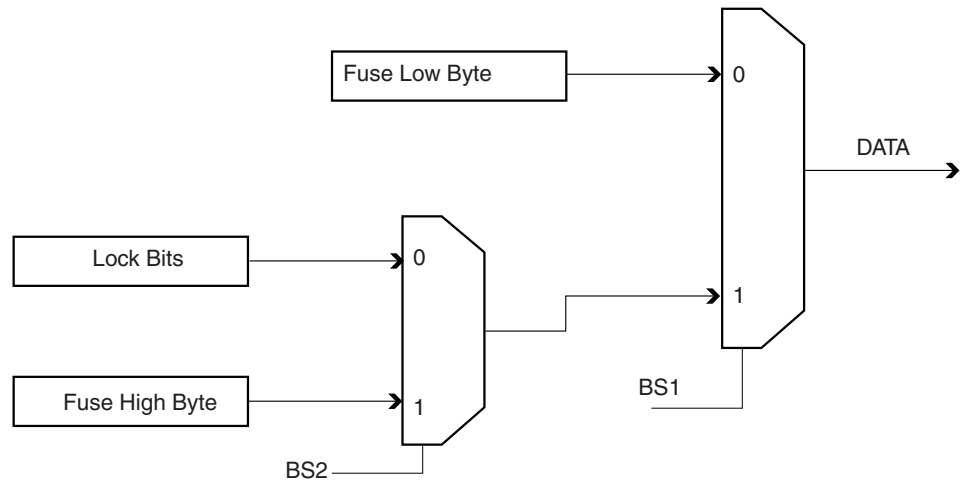 Fuse Low Byte
0
DATA
Lock Bits
0
1
BS1
Fuse High Byte
1
BS2